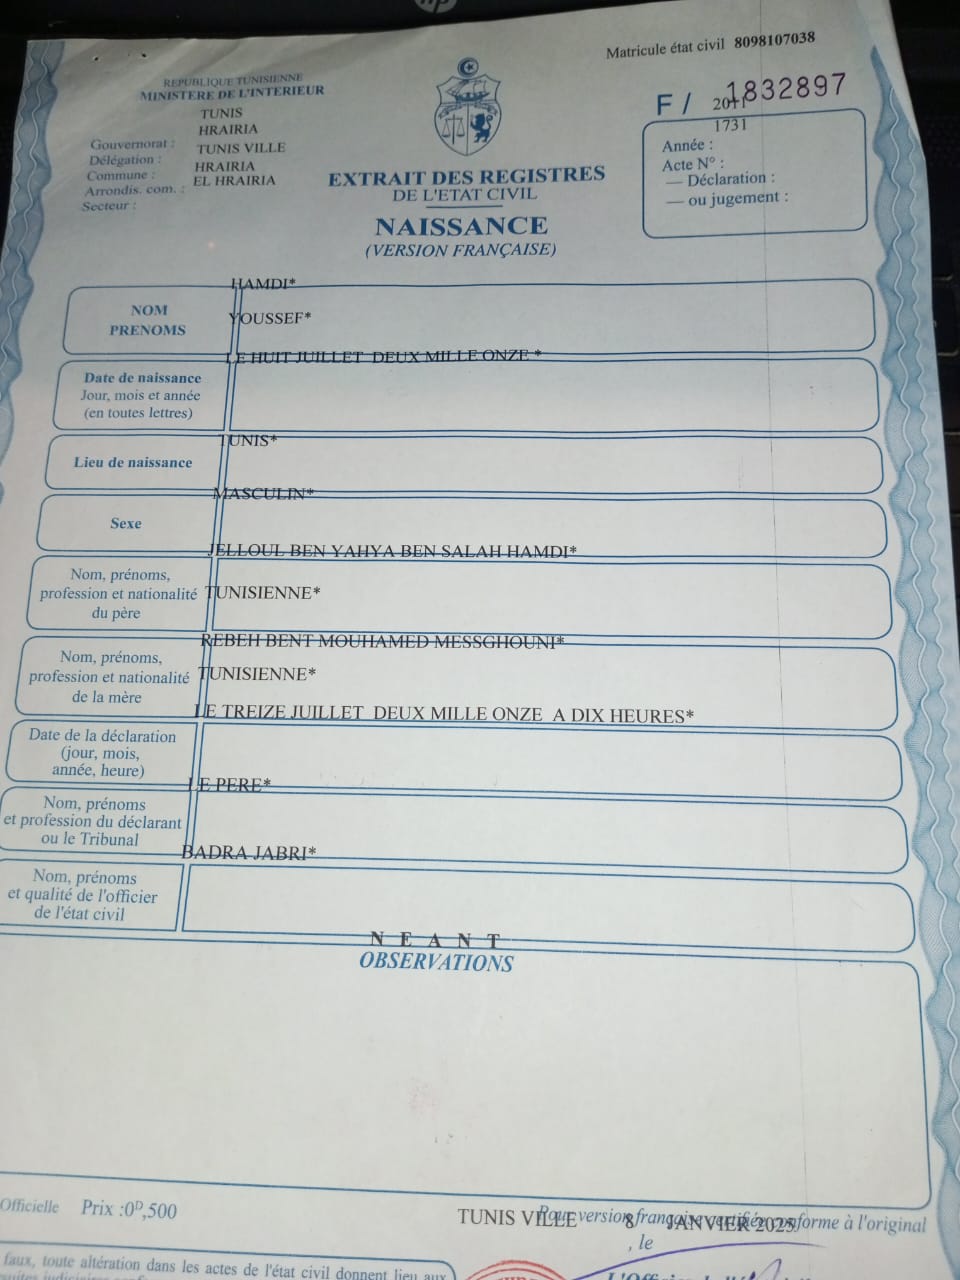 Matricule état civil 8098107038
REPUBLIQUE TUNISIENNE
MINISTERE DE L'INTERIEUR
TUNIS
HRAIRIA
Gouvernorat :
TUNIS VILLE
Délégation :
HRAIRIA
Commune :
EL HRAIRIA
Arrondis. com. :
Secteur :
F / 1832897
2011
1731
Année :
Acte N° :
— Déclaration :
— ou jugement :
EXTRAIT DES REGISTRES
DE L'ETAT CIVIL
NAISSANCE
(VERSION FRANÇAISE)
HAMDI*
NOM
PRENOMS
YOUSSEF*
LE HUIT JUILLET DEUX MILLE ONZE *
Date de naissance
Jour, mois et année
(en toutes lettres)
TUNIS*
Lieu de naissance
MASCULIN*
Sexe
JELLOUL BEN YAHYA BEN SALAH HAMDI*
Nom, prénoms,
profession et nationalité
du père
TUNISIENNE*
REBEH BENT MOUHAMED MESSGHOUNI*
Nom, prénoms,
profession et nationalité
de la mère
TUNISIENNE*
LE TREIZE JUILLET DEUX MILLE ONZE A DIX HEURES*
Date de la déclaration
(jour, mois,
année, heure)
LE PERE*
Nom, prénoms
et profession du déclarant
ou le Tribunal
BADRA JABRI*
Nom, prénoms
et qualité de l'officier
de l'état civil
N E A N T
OBSERVATIONS
Officielle Prix :0D,500
TUNIS VILLE 8 JANVIER 2025
Pour version française certifiée conforme à l'original
, le
faux, toute altération dans les actes de l'état civil donnent lieu aux